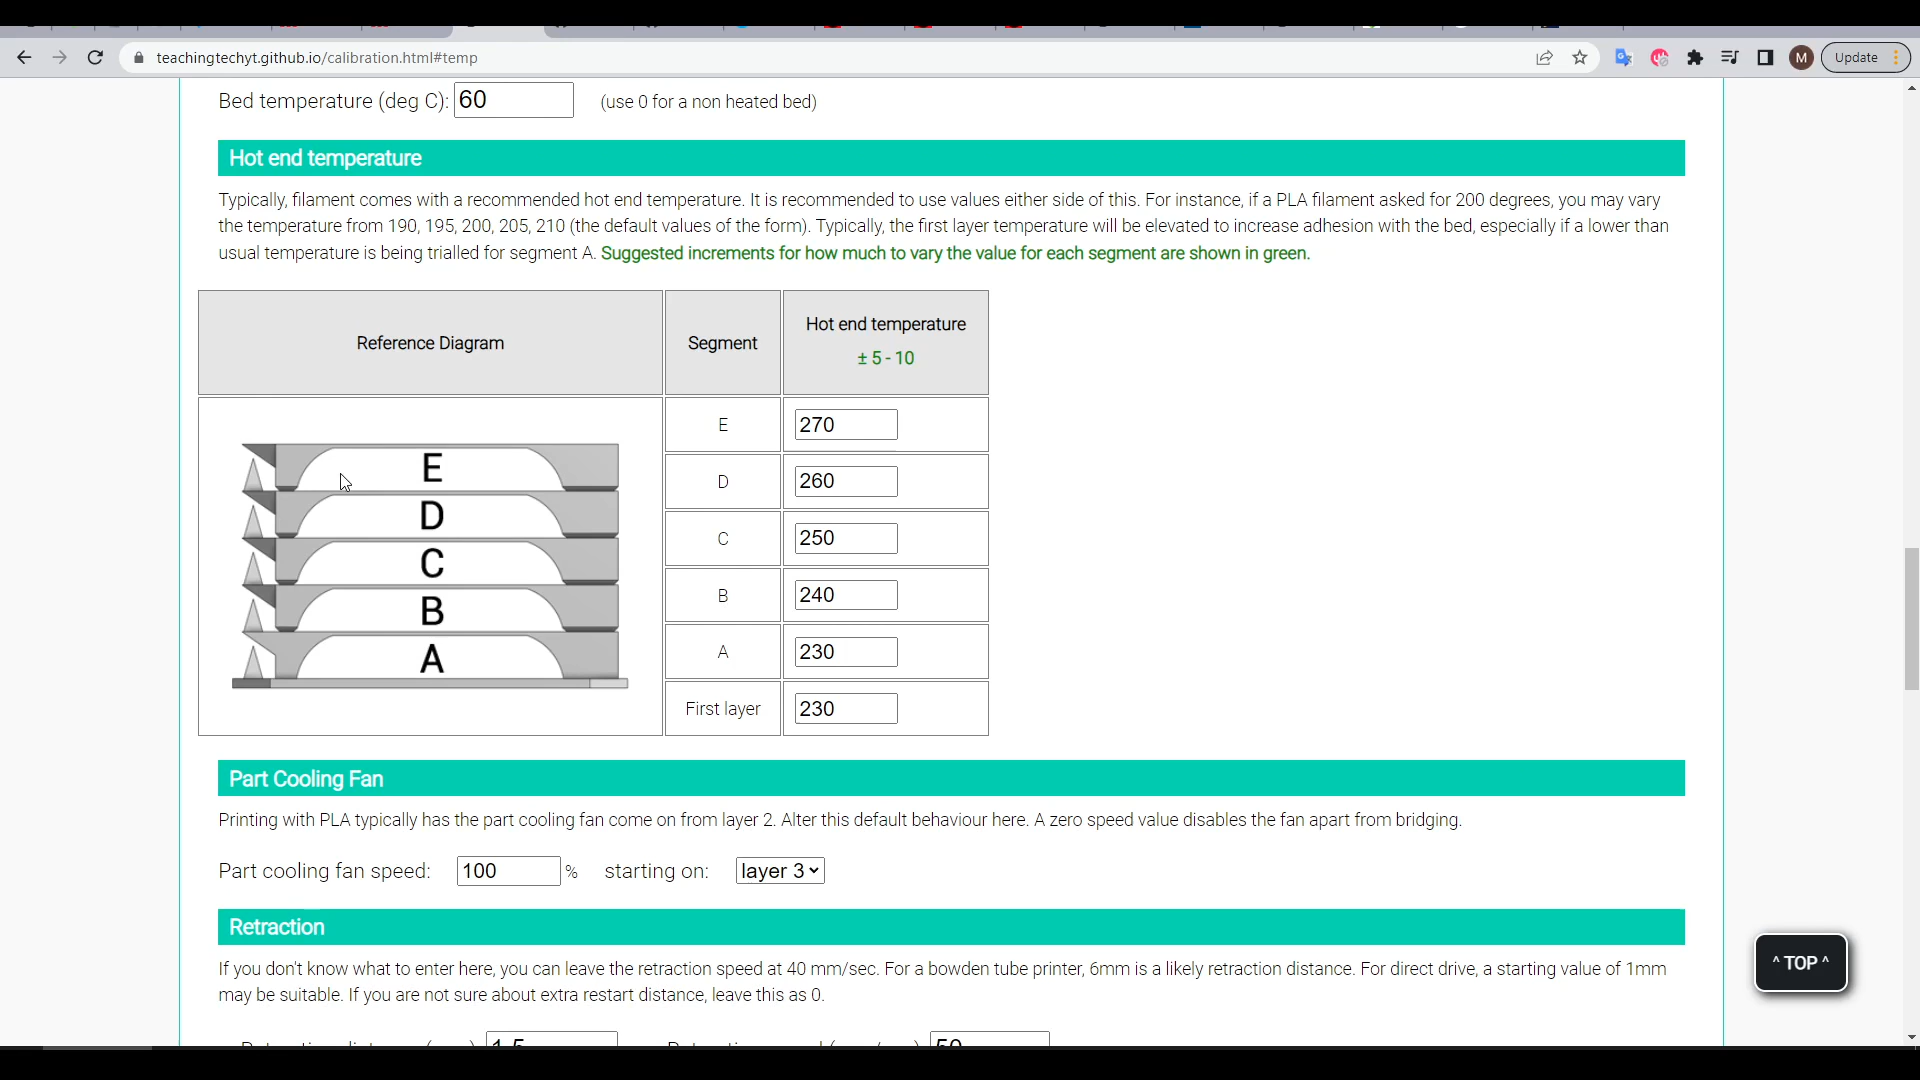 teachingtechyt.github.io/calibration.html#temp
M
Update
Bed temperature (deg C): 60 (use 0 for a non heated bed)
Hot end temperature
Typically, filament comes with a recommended hot end temperature. It is recommended to use values either side of this. For instance, if a PLA filament asked for 200 degrees, you may vary
the temperature from 190, 195, 200, 205, 210 (the default values of the form). Typically, the first layer temperature will be elevated to increase adhesion with the bed, especially if a lower than
usual temperature is being trialled for segment A. Suggested increments for how much to vary the value for each segment are shown in green.
Reference Diagram Segment Hot end temperature
± 5 - 10
E
D
C
B
A
E 270
D 260
C 250
B 240
A 230
First layer 230
Part Cooling Fan
Printing with PLA typically has the part cooling fan come on from layer 2. Alter this default behaviour here. A zero speed value disables the fan apart from bridging.
Part cooling fan speed: 100 % starting on: layer 3
Retraction
^ TOP ^
If you don't know what to enter here, you can leave the retraction speed at 40 mm/sec. For a bowden tube printer, 6mm is a likely retraction distance. For direct drive, a starting value of 1mm
may be suitable. If you are not sure about extra restart distance, leave this as 0.